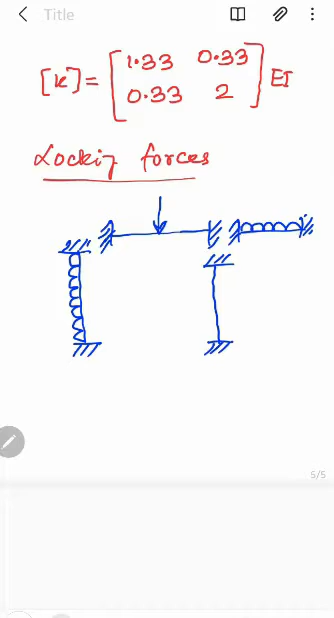 Title
[k] = [1.33 0.33
0.33 2] EI
Locking forces
5/5